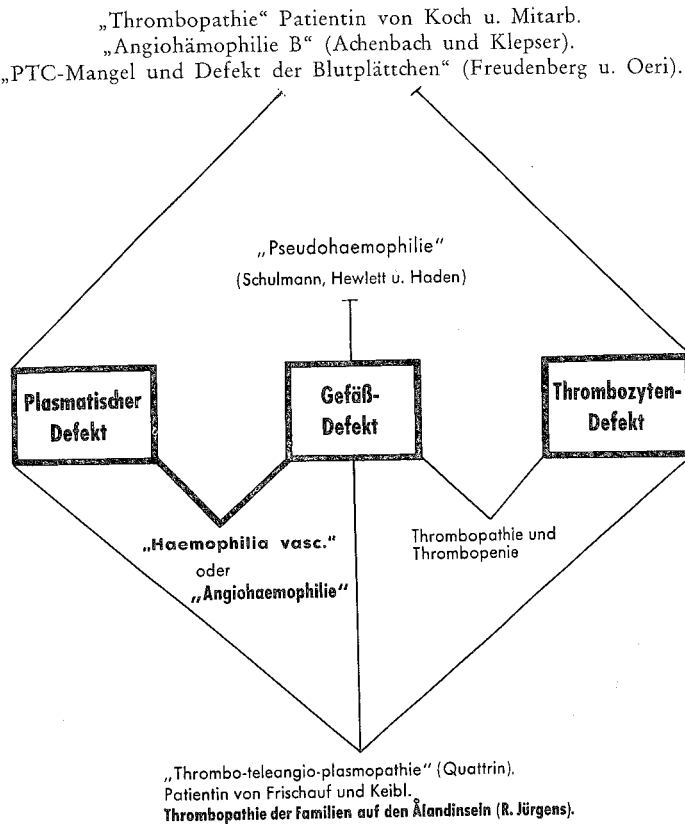 „Thrombopathie“ Patientin von Koch u. Mitarb.
„Angiohämophilie B“ (Achenbach und Klepser).
„PTC-Mangel und Defekt der Blutplättchen“ (Freudenberg u. Oeri).
„Pseudohaemophilie“
(Schulmann, Hewlett u. Haden)
Plasmatischer
Defekt
Gefäß-
Defekt
Thrombozyten-
Defekt
„Haemophilia vasc.“
oder
„Angiohaemophilie“
Thrombopathie und
Thrombopenie
„Thrombo-teleangio-plasmopathie“ (Quattrin).
Patientin von Frischauf und Keibl.
Thrombopathie der Familien auf den Ålandinseln (R. Jürgens).